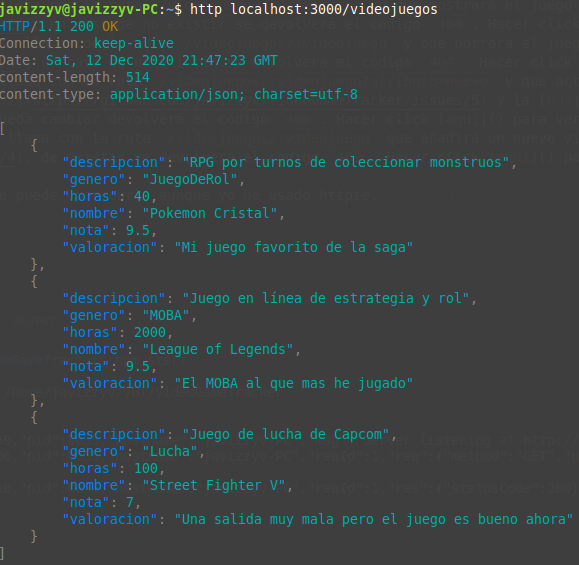 javizzyv@javizzyv-PC:~$ http localhost:3000/videojuegos
HTTP/1.1 200 OK
Connection: keep-alive
Date: Sat, 12 Dec 2020 21:47:23 GMT
content-length: 514
content-type: application/json; charset=utf-8

[
    {
        "descripcion": "RPG por turnos de coleccionar monstruos",
        "genero": "JuegoDeRol",
        "horas": 40,
        "nombre": "Pokemon Cristal",
        "nota": 9.5,
        "valoracion": "Mi juego favorito de la saga"
    },
    {
        "descripcion": "Juego en línea de estrategia y rol",
        "genero": "MOBA",
        "horas": 2000,
        "nombre": "League of Legends",
        "nota": 9.5,
        "valoracion": "El MOBA al que mas he jugado"
    },
    {
        "descripcion": "Juego de lucha de Capcom",
        "genero": "Lucha",
        "horas": 100,
        "nombre": "Street Fighter V",
        "nota": 7,
        "valoracion": "Una salida muy mala pero el juego es bueno ahora"
    }
]